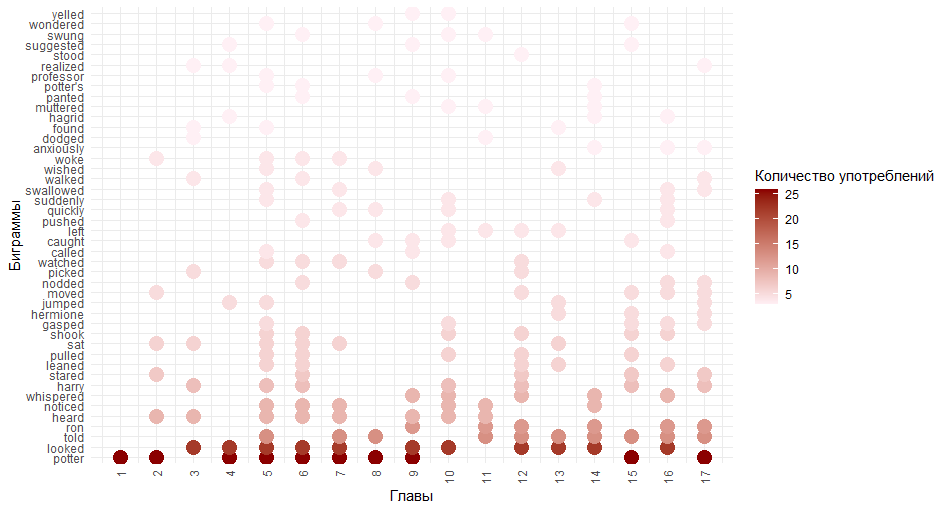 yelled
wondered
swung
suggested
stood
realized
professor
potter's
panted
muttered
hagrid
found
dodged
anxiously
woke
wished
walked
swallowed
suddenly
quickly
pushed
left
caught
called
watched
picked
nodded
moved
jumped
hermione
gasped
shook
sat
pulled
leaned
stared
harry
whispered
noticed
heard
ron
told
looked
potter
Биграммы
1 2 3 4 5 6 7 8 9 10 11 12 13 14 15 16 17
Главы
Количество употреблений
25
20
15
10
5